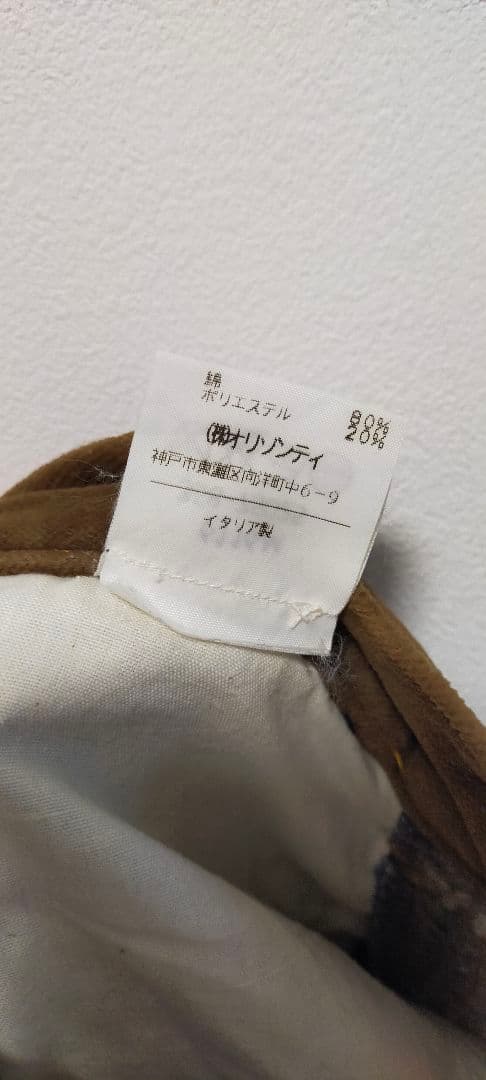 綿 80%
ポリエステル 20%
㈱オリゾンティ
神戸市東灘区向洋町中6-9
イタリア製